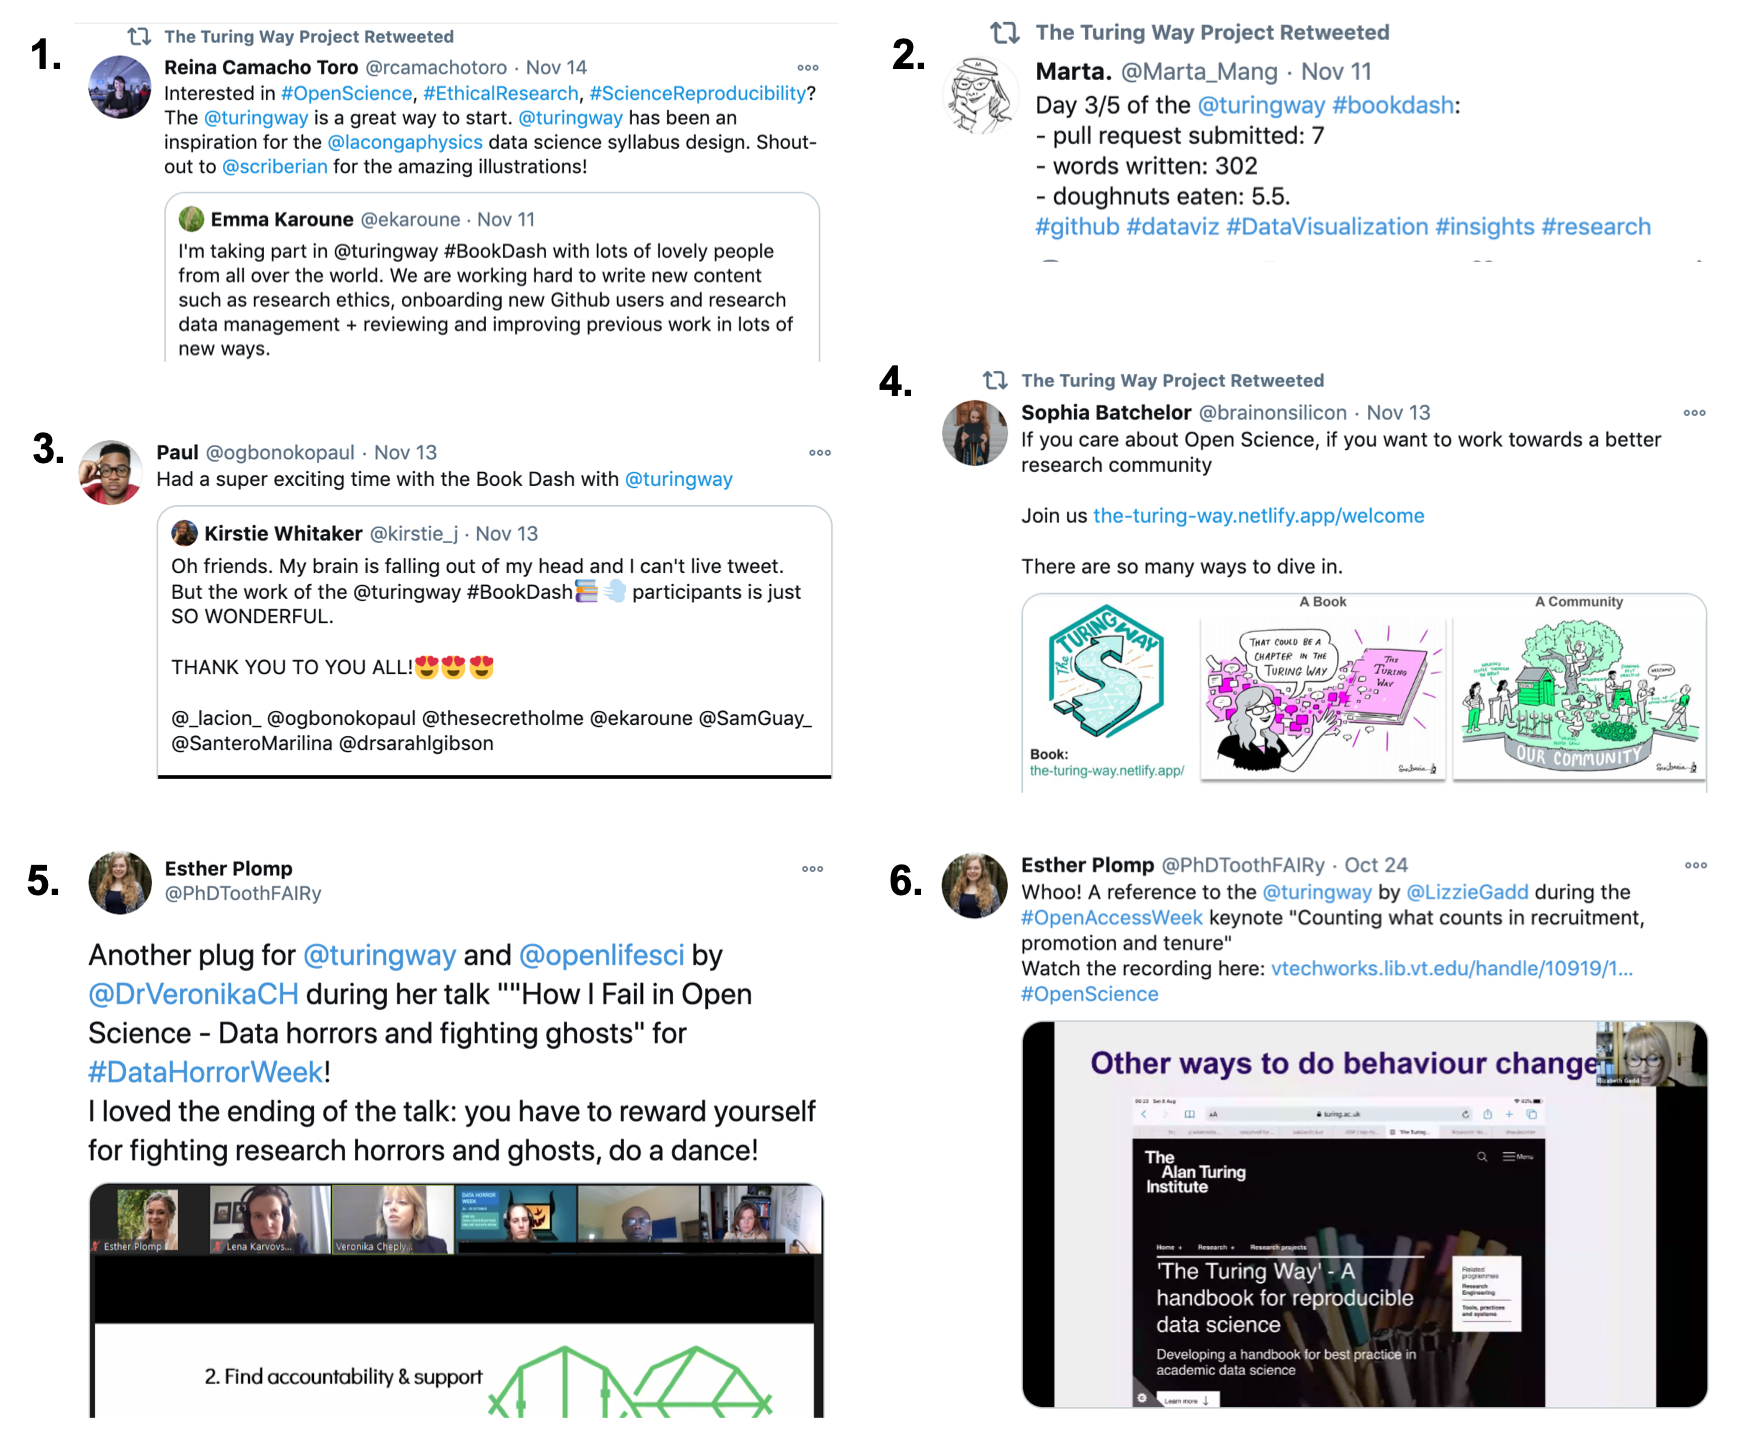 1.
The Turing Way Project Retweeted
Reina Camacho Toro @rcamachotoro · Nov 14
Interested in #OpenScience, #EthicalResearch, #ScienceReproducibility?
The @turingway is a great way to start. @turingway has been an
inspiration for the @lacongaphysics data science syllabus design. Shout-
out to @scriberian for the amazing illustrations!
Emma Karoune @ekaroune · Nov 11
I'm taking part in @turingway #BookDash with lots of lovely people
from all over the world. We are working hard to write new content
such as research ethics, onboarding new Github users and research
data management + reviewing and improving previous work in lots of
new ways.
2.
The Turing Way Project Retweeted
Marta. @Marta_Mang · Nov 11
Day 3/5 of the @turingway #bookdash:
- pull request submitted: 7
- words written: 302
- doughnuts eaten: 5.5.
#github #dataviz #DataVisualization #insights #research
3.
Paul @ogbonokopaul · Nov 13
Had a super exciting time with the Book Dash with @turingway
Kirstie Whitaker @kirstie_j · Nov 13
Oh friends. My brain is falling out of my head and I can't live tweet.
But the work of the @turingway #BookDash📚💨 participants is just
SO WONDERFUL.
THANK YOU TO YOU ALL!😍😍😍
@_lacion_ @ogbonokopaul @thesecretholme @ekaroune @SamGuay_
@SanteroMarilina @drsarahlgibson
4.
The Turing Way Project Retweeted
Sophia Batchelor @brainonsilicon · Nov 13
If you care about Open Science, if you want to work towards a better
research community
Join us the-turing-way.netlify.app/welcome
There are so many ways to dive in.
The TURING WAY
Book:
the-turing-way.netlify.app/
A Book
THAT COULD BE A
CHAPTER IN THE
TURING WAY
THE
TURING
WAY
Scriberia
A Community
WELCOME!
OUR COMMUNITY
Scriberia
5.
Esther Plomp
@PhDToothFAIRy
Another plug for @turingway and @openlifesci by
@DrVeronikaCH during her talk ""How I Fail in Open
Science - Data horrors and fighting ghosts" for
#DataHorrorWeek!
I loved the ending of the talk: you have to reward yourself
for fighting research horrors and ghosts, do a dance!
Esther Plomp
Lena Karvovs...
Veronika Cheply...
DATA HORROR
WEEK
2. Find accountability & support
6.
Esther Plomp @PhDToothFAIRy · Oct 24
Whoo! A reference to the @turingway by @LizzieGadd during the
#OpenAccessWeek keynote "Counting what counts in recruitment,
promotion and tenure"
Watch the recording here: vtechworks.lib.vt.edu/handle/10919/1...
#OpenScience
Other ways to do behaviour change
Elizabeth Gadd
00:23 Sat 8 Aug
AA
turing.ac.uk
The Turing...
The
Alan Turing
Institute
Menu
Home
Research
Research projects
'The Turing Way' - A
handbook for reproducible
data science
Developing a handbook for best practice in
academic data science
Learn more
Related
programmes
Research
Engineering
Tools, practices
and systems